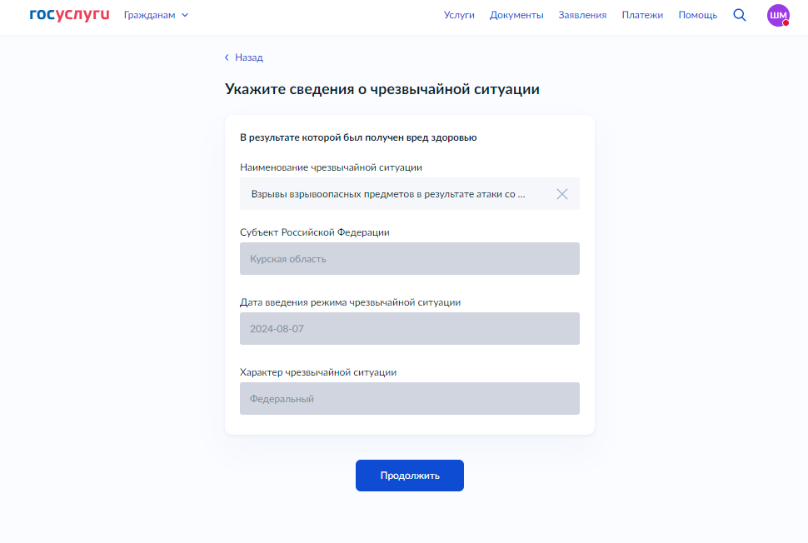 госуслуги Гражданам Услуги Документы Заявления Платежи Помощь ШМ
Назад
Укажите сведения о чрезвычайной ситуации
В результате которой был получен вред здоровью
Наименование чрезвычайной ситуации
Взрывы взрывоопасных предметов в результате атаки со ...
Субъект Российской Федерации
Курская область
Дата введения режима чрезвычайной ситуации
2024-08-07
Характер чрезвычайной ситуации
Федеральный
Продолжить